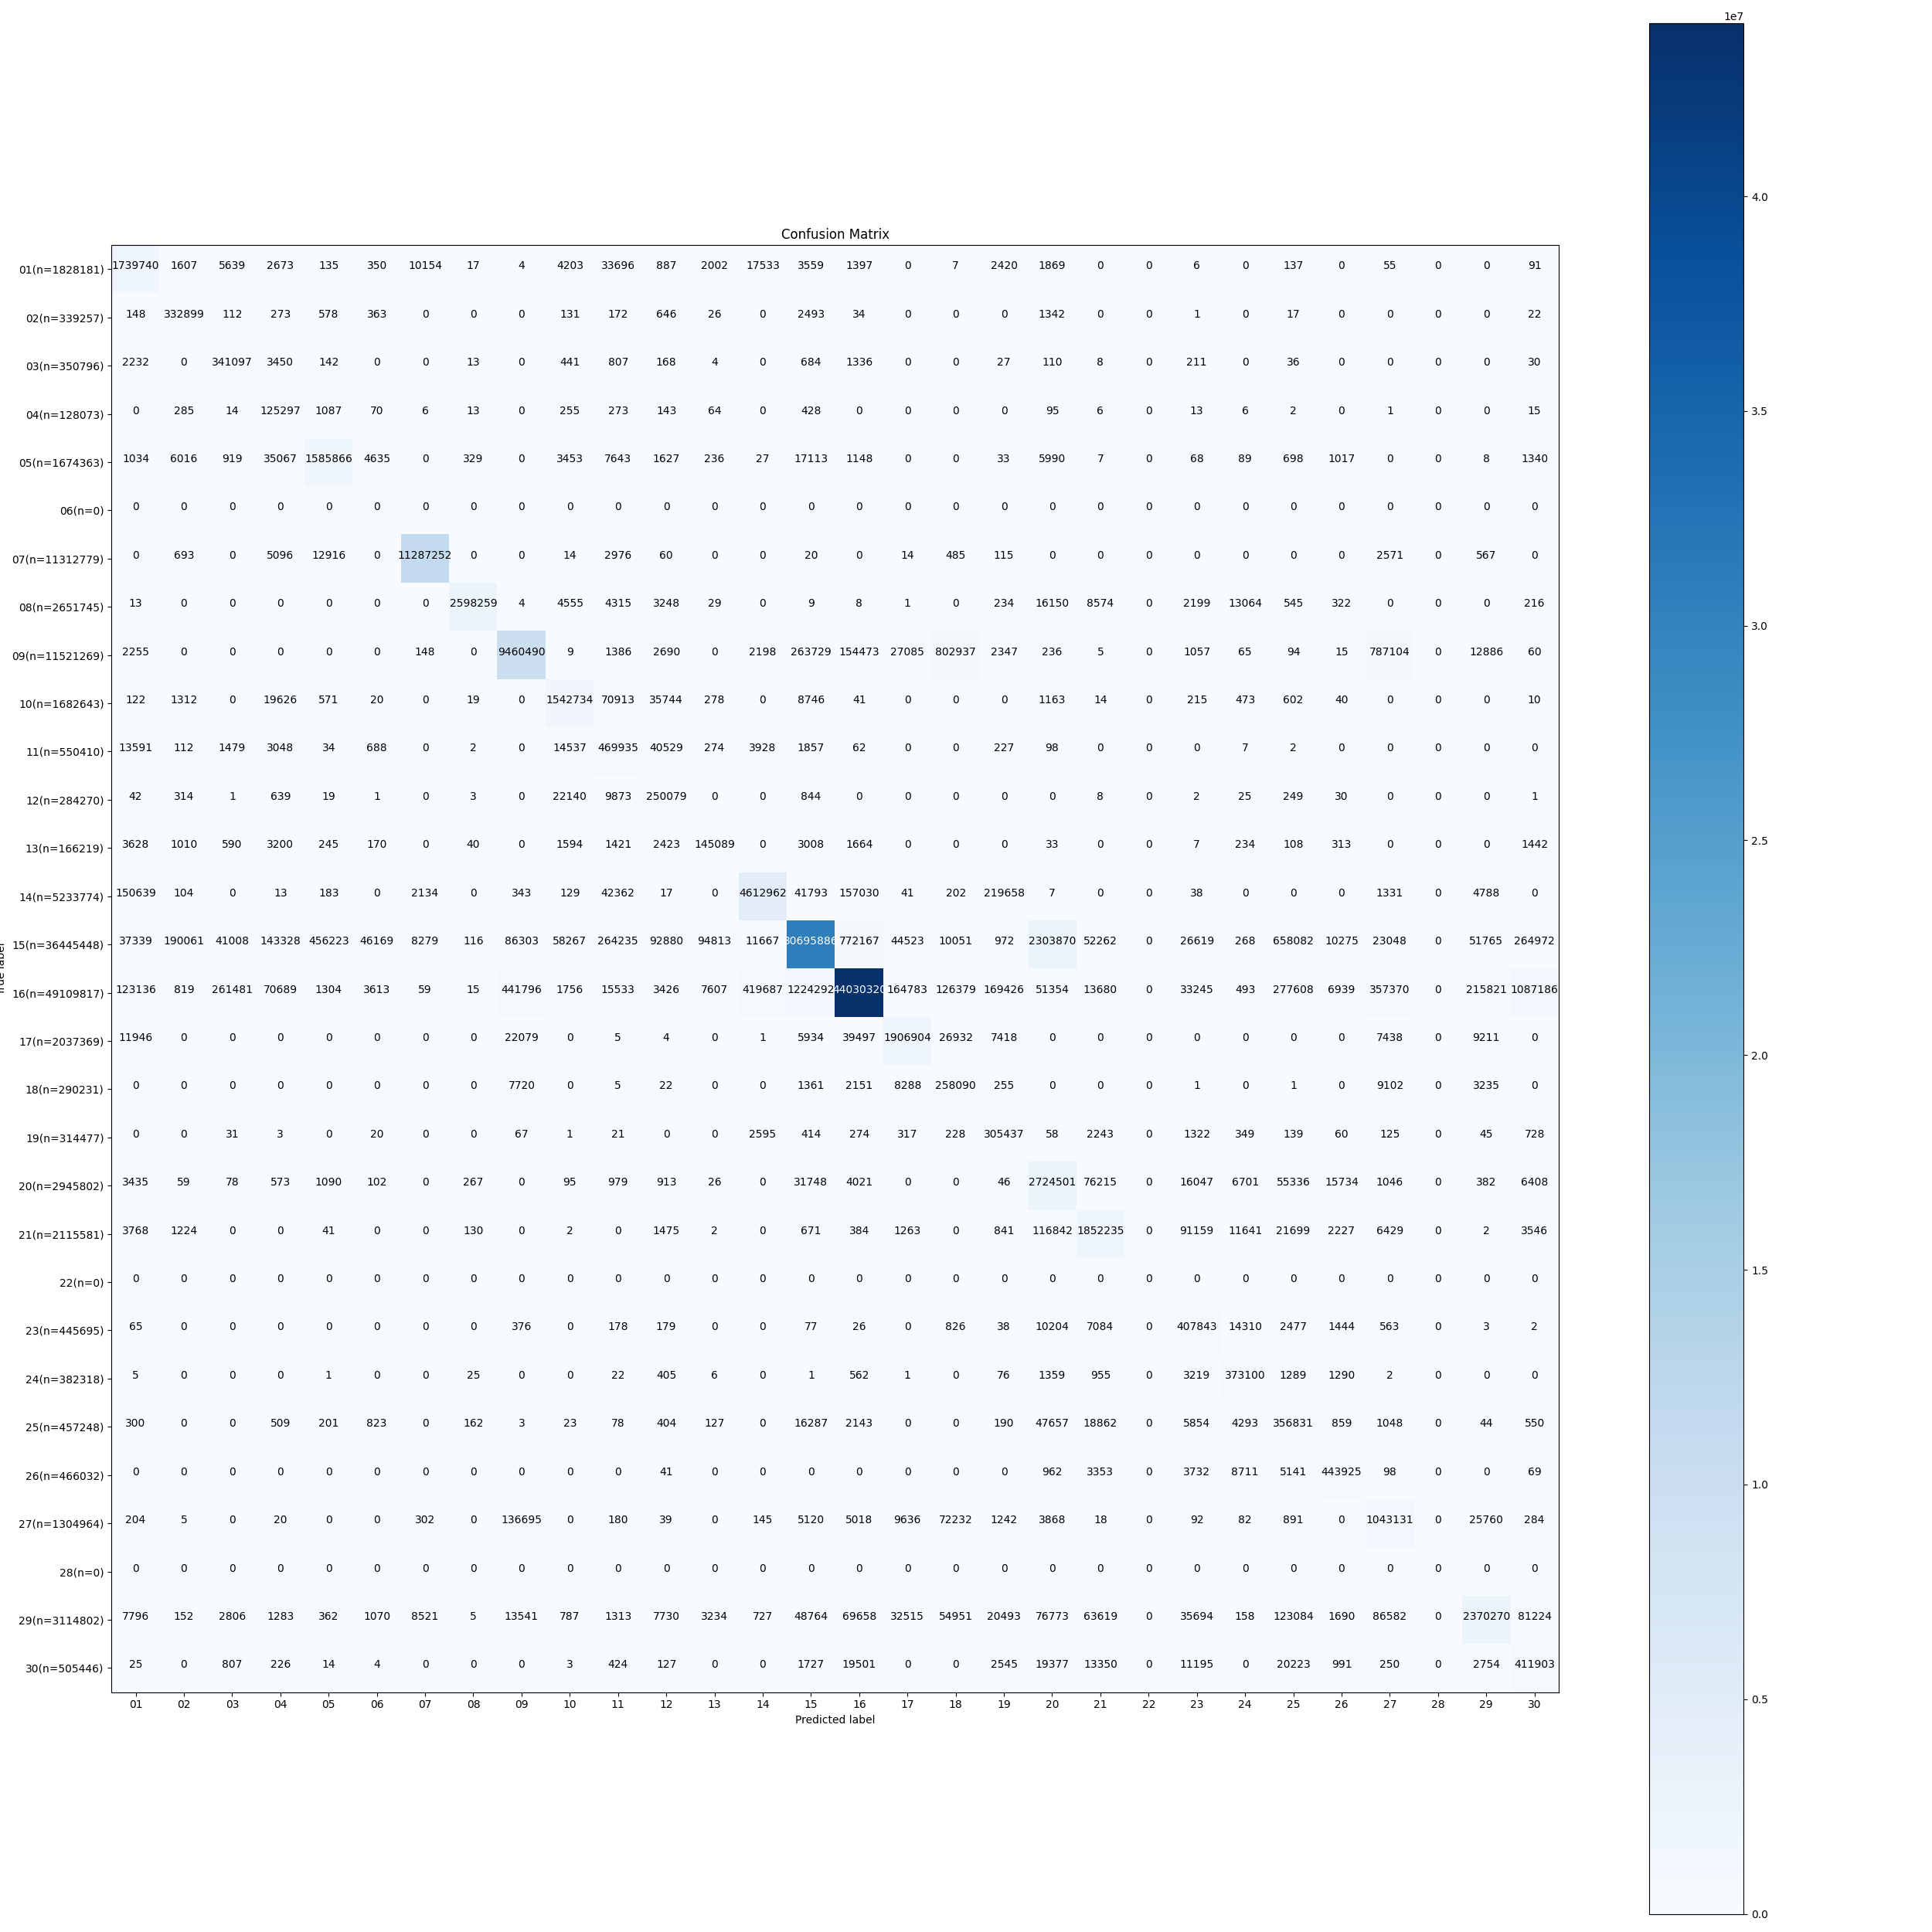 1e7
Confusion Matrix
01(n=1828181) 1739740 1607 5639 2673 135 350 10154 17 4 4203 33696 887 2002 17533 3559 1397 0 7 2420 1869 0 0 6 0 137 0 55 0 0 91
4.0
02(n=339257) 148 332899 112 273 578 363 0 0 0 131 172 646 26 0 2493 34 0 0 0 1342 0 0 1 0 17 0 0 0 0 22
03(n=350796) 2232 0 341097 3450 142 0 0 13 0 441 807 168 4 0 684 1336 0 0 27 110 8 0 211 0 36 0 0 0 0 30
04(n=128073) 0 285 14 125297 1087 70 6 13 0 255 273 143 64 0 428 0 0 0 0 95 6 0 13 6 2 0 1 0 0 15
3.5
05(n=1674363) 1034 6016 919 35067 1585866 4635 0 329 0 3453 7643 1627 236 27 17113 1148 0 0 33 5990 7 0 68 89 698 1017 0 0 8 1340
06(n=0) 0 0 0 0 0 0 0 0 0 0 0 0 0 0 0 0 0 0 0 0 0 0 0 0 0 0 0 0 0 0
07(n=11312779) 0 693 0 5096 12916 0 11287252 0 0 14 2976 60 0 0 20 0 14 485 115 0 0 0 0 0 0 0 2571 0 567 0
08(n=2651745) 13 0 0 0 0 0 0 2598259 4 4555 4315 3248 29 0 9 8 1 0 234 16150 8574 0 2199 13064 545 322 0 0 0 216
3.0
09(n=11521269) 2255 0 0 0 0 0 148 0 9460490 9 1386 2690 0 2198 263729 154473 27085 802937 2347 236 5 0 1057 65 94 15 787104 0 12886 60
10(n=1682643) 122 1312 0 19626 571 20 0 19 0 1542734 70913 35744 278 0 8746 41 0 0 0 1163 14 0 215 473 602 40 0 0 0 10
11(n=550410) 13591 112 1479 3048 34 688 0 2 0 14537 469935 40529 274 3928 1857 62 0 0 227 98 0 0 0 7 2 0 0 0 0 0
12(n=284270) 42 314 1 639 19 1 0 3 0 22140 9873 250079 0 0 844 0 0 0 0 0 8 0 2 25 249 30 0 0 0 1
2.5
13(n=166219) 3628 1010 590 3200 245 170 0 40 0 1594 1421 2423 145089 0 3008 1664 0 0 0 33 0 0 7 234 108 313 0 0 0 1442
14(n=5233774) 150639 104 0 13 183 0 2134 0 343 129 42362 17 0 4612962 41793 157030 41 202 219658 7 0 0 38 0 0 0 1331 0 4788 0
15(n=36445448) 37339 190061 41008 143328 456223 46169 8279 116 86303 58267 264235 92880 94813 11667 30695886 772167 44523 10051 972 2303870 52262 0 26619 268 658082 10275 23048 0 51765 264972
16(n=49109817) 123136 819 261481 70689 1304 3613 59 15 441796 1756 15533 3426 7607 419687 1224292 44030320 164783 126379 169426 51354 13680 0 33245 493 277608 6939 357370 0 215821 1087186
17(n=2037369) 11946 0 0 0 0 0 0 0 22079 0 5 4 0 1 5934 39497 1906904 26932 7418 0 0 0 0 0 0 0 7438 0 9211 0
2.0
18(n=290231) 0 0 0 0 0 0 0 0 7720 0 5 22 0 0 1361 2151 8288 258090 255 0 0 0 1 0 1 0 9102 0 3235 0
19(n=314477) 0 0 31 3 0 20 0 0 67 1 21 0 0 2595 414 274 317 228 305437 58 2243 0 1322 349 139 60 125 0 45 728
20(n=2945802) 3435 59 78 573 1090 102 0 267 0 95 979 913 26 0 31748 4021 0 0 46 2724501 76215 0 16047 6701 55336 15734 1046 0 382 6408
21(n=2115581) 3768 1224 0 0 41 0 0 130 0 2 0 1475 2 0 671 384 1263 0 841 116842 1852235 0 91159 11641 21699 2227 6429 0 2 3546
1.5
22(n=0) 0 0 0 0 0 0 0 0 0 0 0 0 0 0 0 0 0 0 0 0 0 0 0 0 0 0 0 0 0 0
23(n=445695) 65 0 0 0 0 0 0 0 376 0 178 179 0 0 77 26 0 826 38 10204 7084 0 407843 14310 2477 1444 563 0 3 2
24(n=382318) 5 0 0 0 1 0 0 25 0 0 22 405 6 0 1 562 1 0 76 1359 955 0 3219 373100 1289 1290 2 0 0 0
25(n=457248) 300 0 0 509 201 823 0 162 3 23 78 404 127 0 16287 2143 0 0 190 47657 18862 0 5854 4293 356831 859 1048 0 44 550
26(n=466032) 0 0 0 0 0 0 0 0 0 0 0 41 0 0 0 0 0 0 0 962 3353 0 3732 8711 5141 443925 98 0 0 69
1.0
27(n=1304964) 204 5 0 20 0 0 302 0 136695 0 180 39 0 145 5120 5018 9636 72232 1242 3868 18 0 92 82 891 0 1043131 0 25760 284
28(n=0) 0 0 0 0 0 0 0 0 0 0 0 0 0 0 0 0 0 0 0 0 0 0 0 0 0 0 0 0 0 0
29(n=3114802) 7796 152 2806 1283 362 1070 8521 5 13541 787 1313 7730 3234 727 48764 69658 32515 54951 20493 76773 63619 0 35694 158 123084 1690 86582 0 2370270 81224
30(n=505446) 25 0 807 226 14 4 0 0 0 3 424 127 0 0 1727 19501 0 0 2545 19377 13350 0 11195 0 20223 991 250 0 2754 411903
01 02 03 04 05 06 07 08 09 10 11 12 13 14 15 16 17 18 19 20 21 22 23 24 25 26 27 28 29 30
0.5
Predicted label
0.0